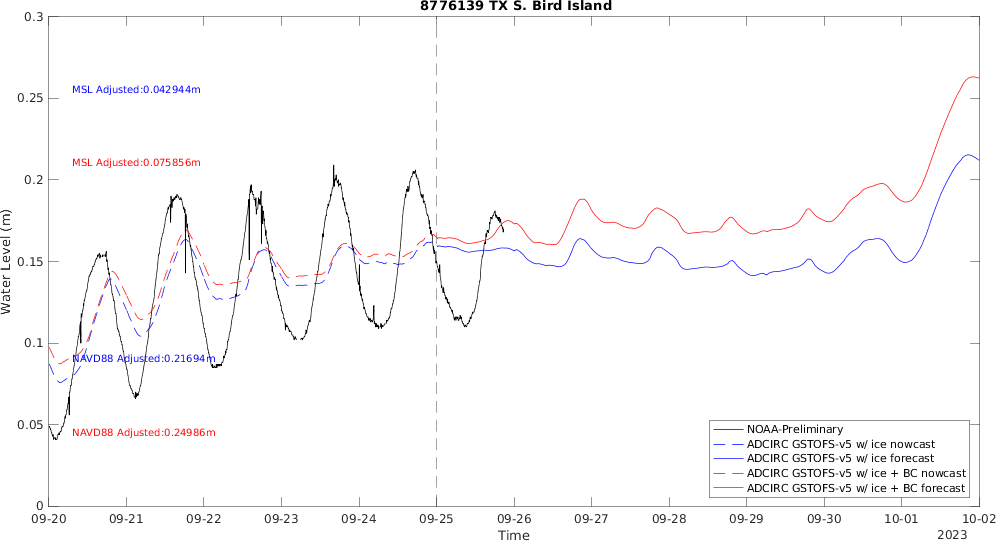 8776139 TX S. Bird Island
Water Level (m)
0.3
0.25
0.2
0.15
0.1
0.05
0
MSL Adjusted:0.042944m
MSL Adjusted:0.075856m
NAVD88 Adjusted:0.21694m
NAVD88 Adjusted:0.24986m
NOAA-Preliminary
ADCIRC GSTOFS-v5 w/ ice nowcast
ADCIRC GSTOFS-v5 w/ ice forecast
ADCIRC GSTOFS-v5 w/ ice + BC nowcast
ADCIRC GSTOFS-v5 w/ ice + BC forecast
09-20 09-21 09-22 09-23 09-24 09-25 09-26 09-27 09-28 09-29 09-30 10-01 10-02
Time
2023